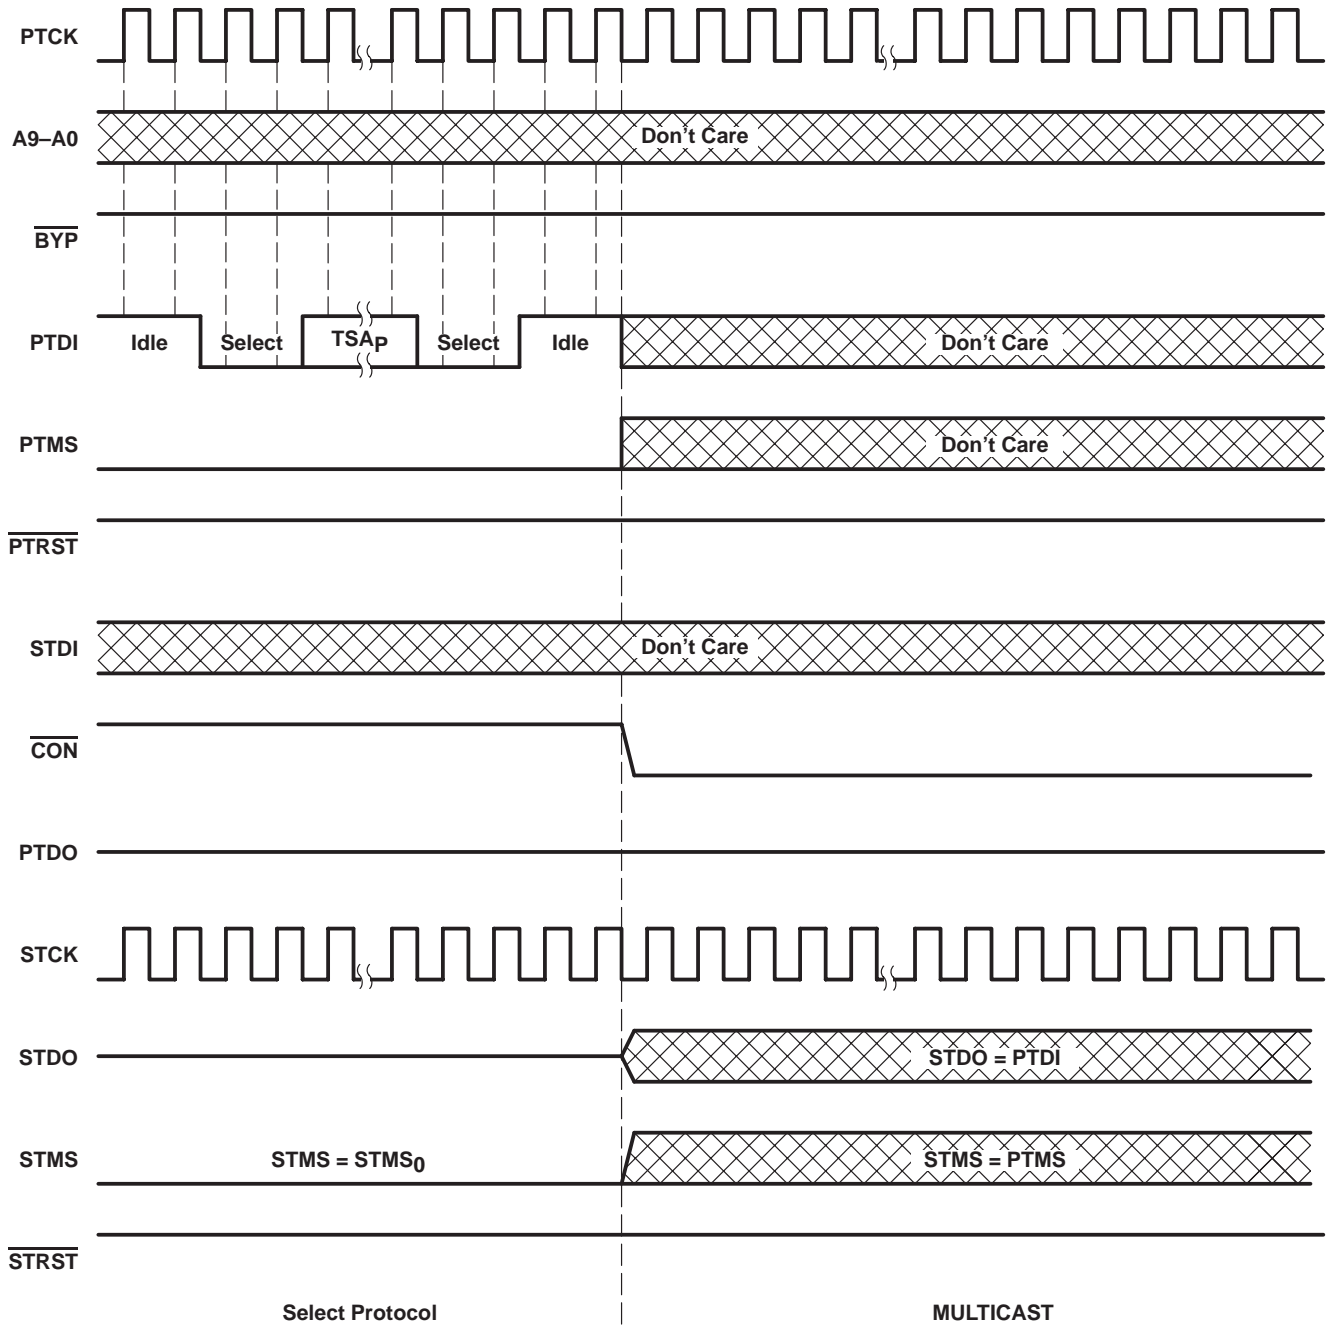 PTCK
A9–A0 Don't Care
BYP
PTDI Idle Select TSAP Select Idle Don't Care
PTMS Don't Care
PTRST
STDI Don't Care
CON
PTDO
STCK
STDO STDO = PTDI
STMS STMS = STMS0 STMS = PTMS
STRST
Select Protocol MULTICAST